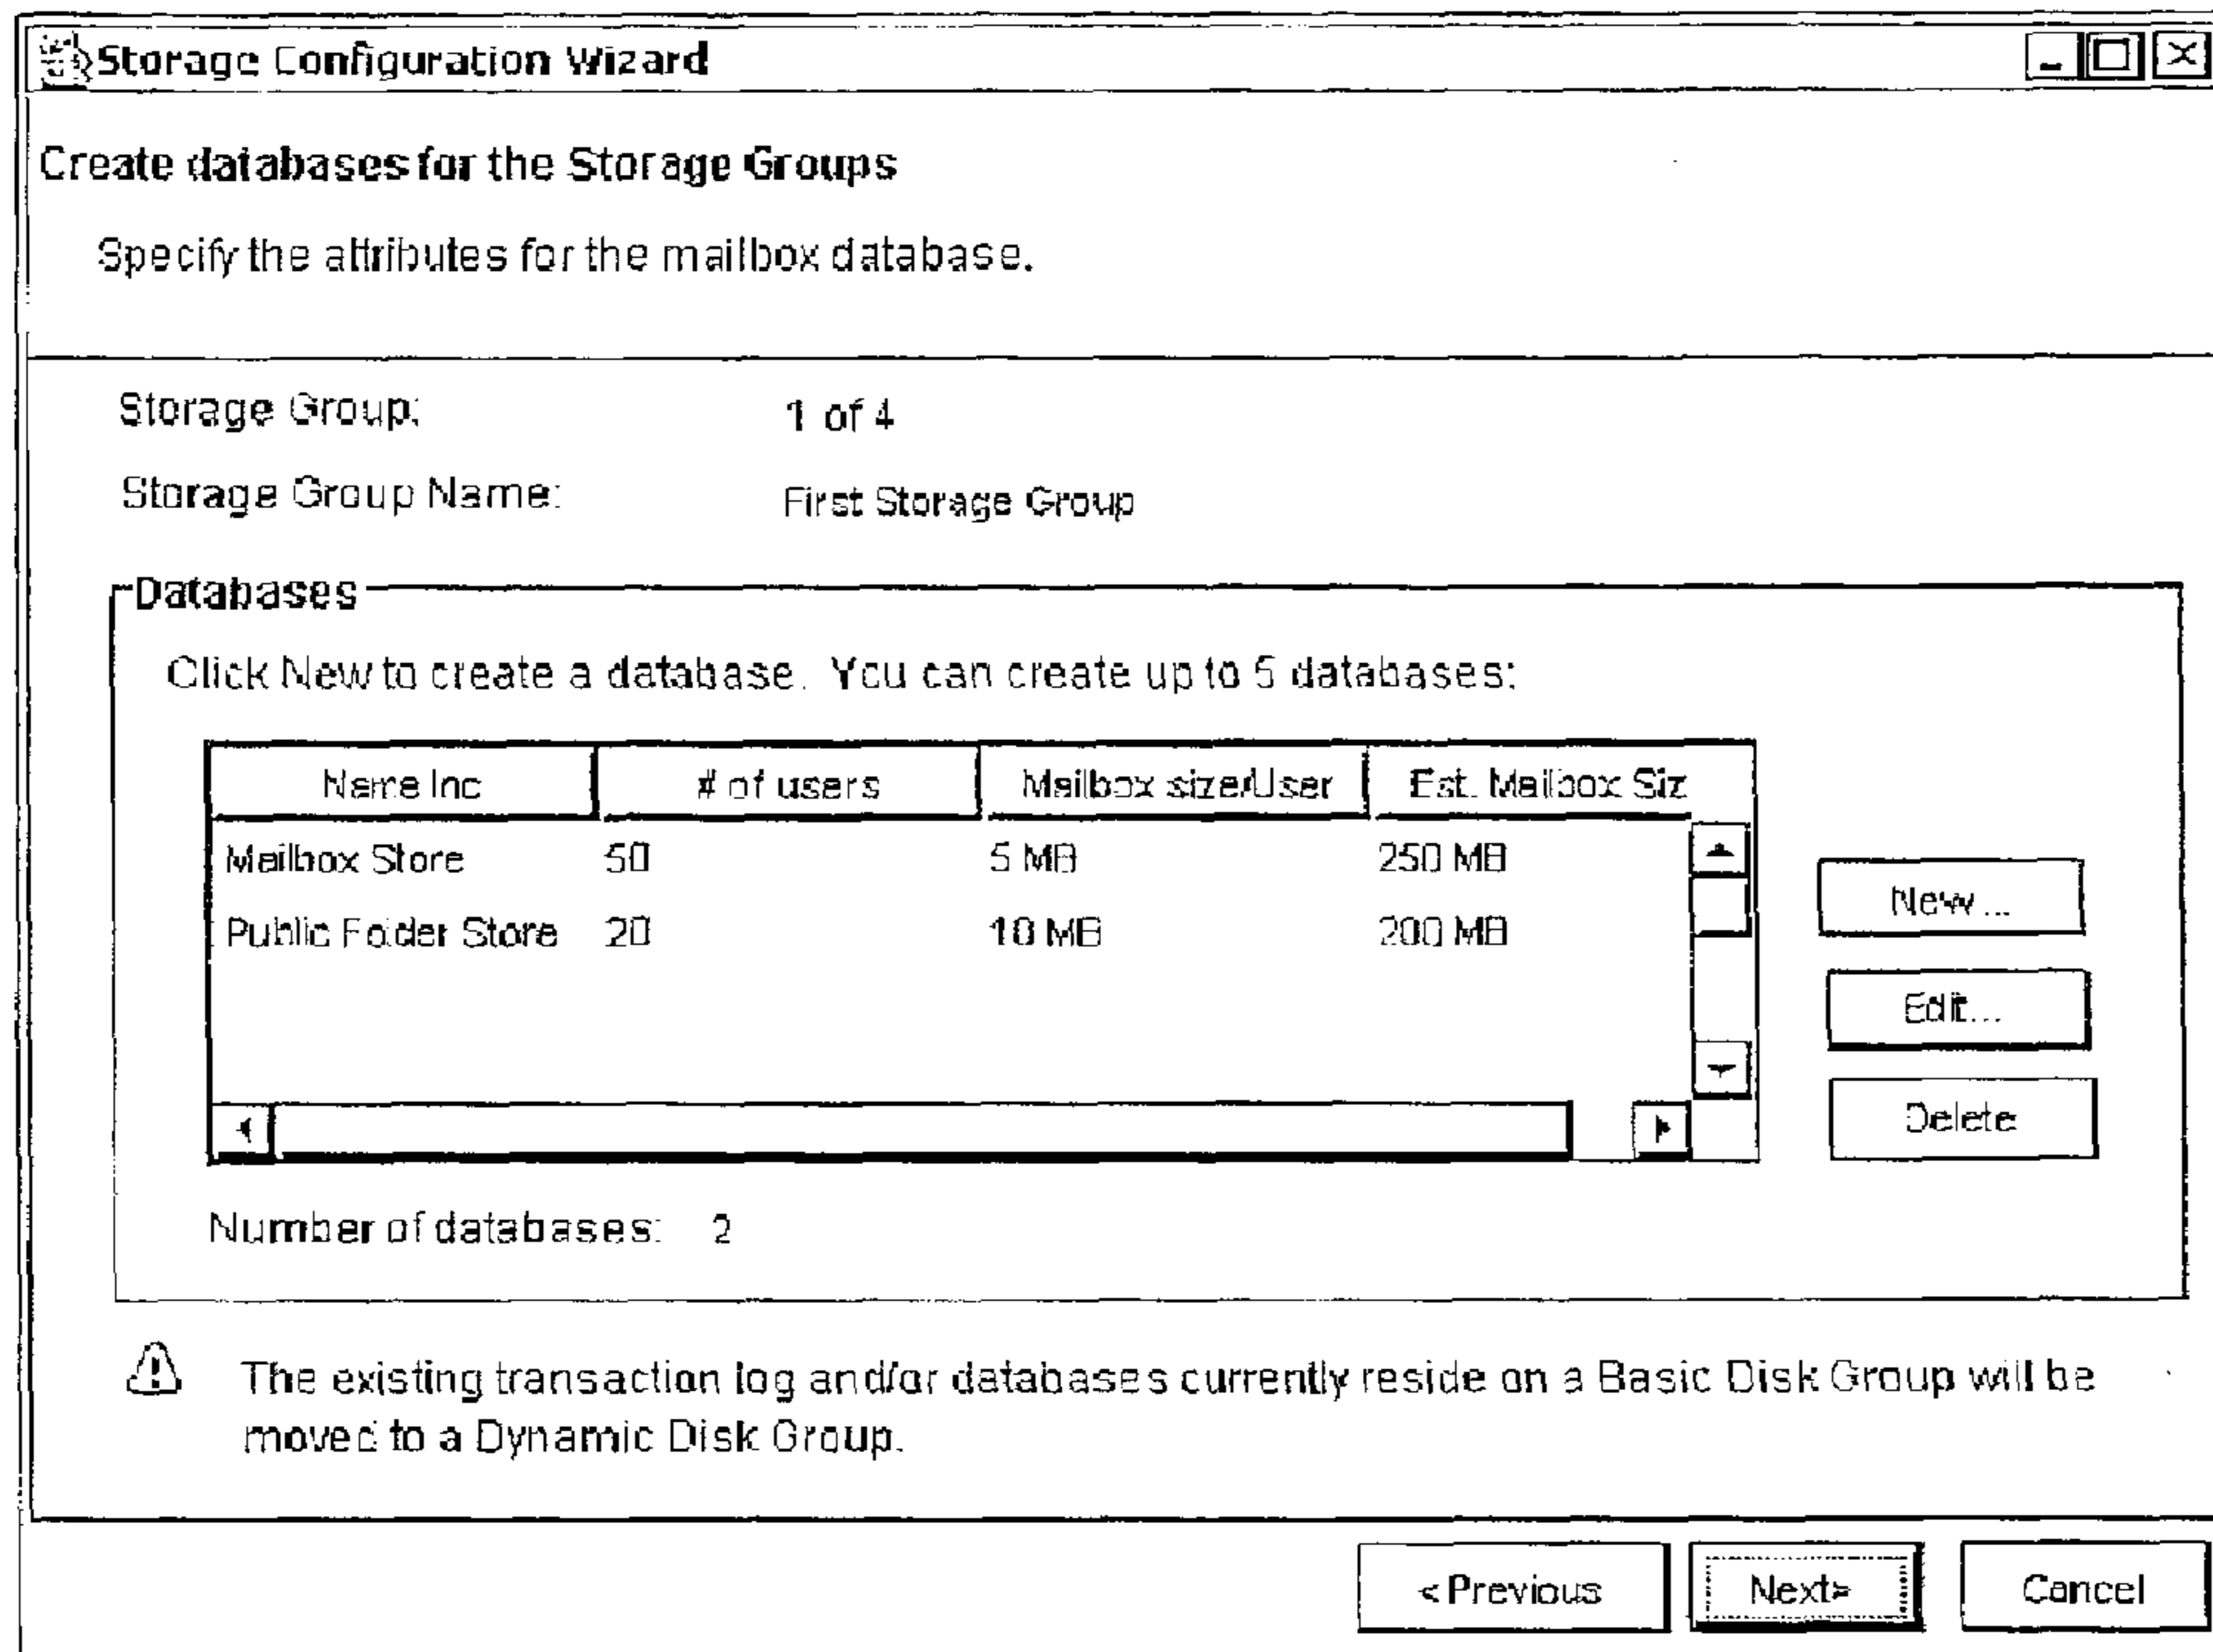 Storage Configuration Wizard
Create databases for the Storage Groups
Specify the attributes for the mailbox database.
Storage Group: 1 of 4
Storage Group Name: First Storage Group
Databases
Click New to create a database. You can create up to 5 databases:
Name Inc # of users Mailbox size/User Est. Mailbox Siz
Mailbox Store 50 5 MB 250 MB
Public Folder Store 20 10 MB 200 MB
New...
Edit...
Delete
Number of databases: 2
The existing transaction log and/or databases currently reside on a Basic Disk Group will be
moved to a Dynamic Disk Group.
<Previous Next> Cancel